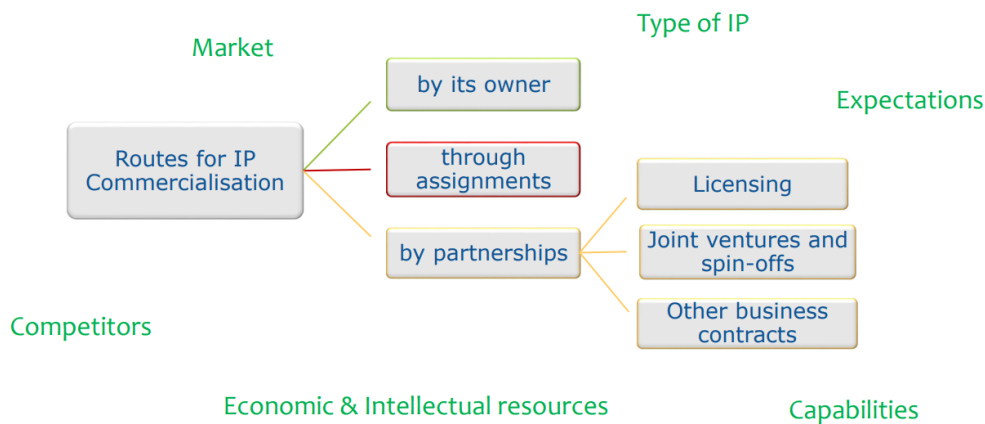 Type of IP
Market
by its owner
Expectations
Routes for IP
Commercialisation
through
assignments
Licensing
by partnerships
Joint ventures and
spin-offs
Other business
contracts
Competitors
Economic & Intellectual resources
Capabilities